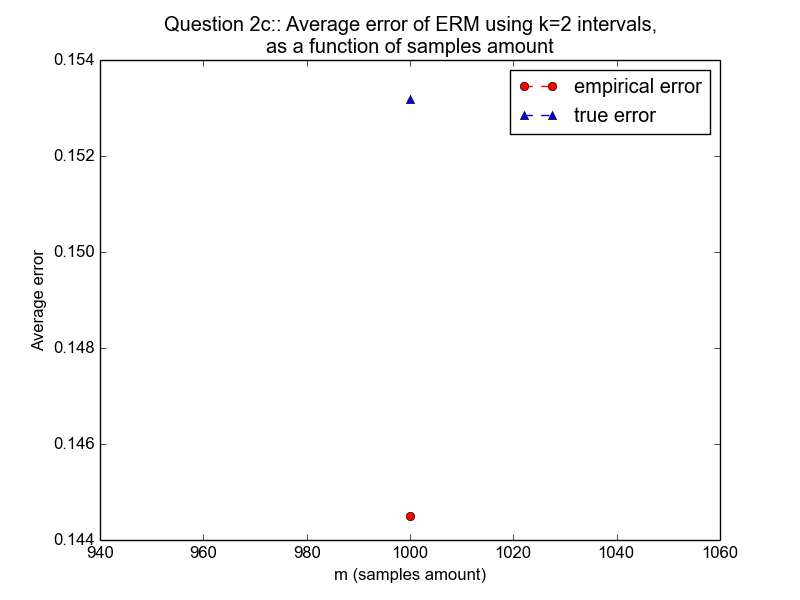 Question 2c:: Average error of ERM using k=2 intervals,
as a function of samples amount
empirical error
true error
0.154
0.152
0.150
0.148
0.146
0.144
Average error
940 960 980 1000 1020 1040 1060
m (samples amount)